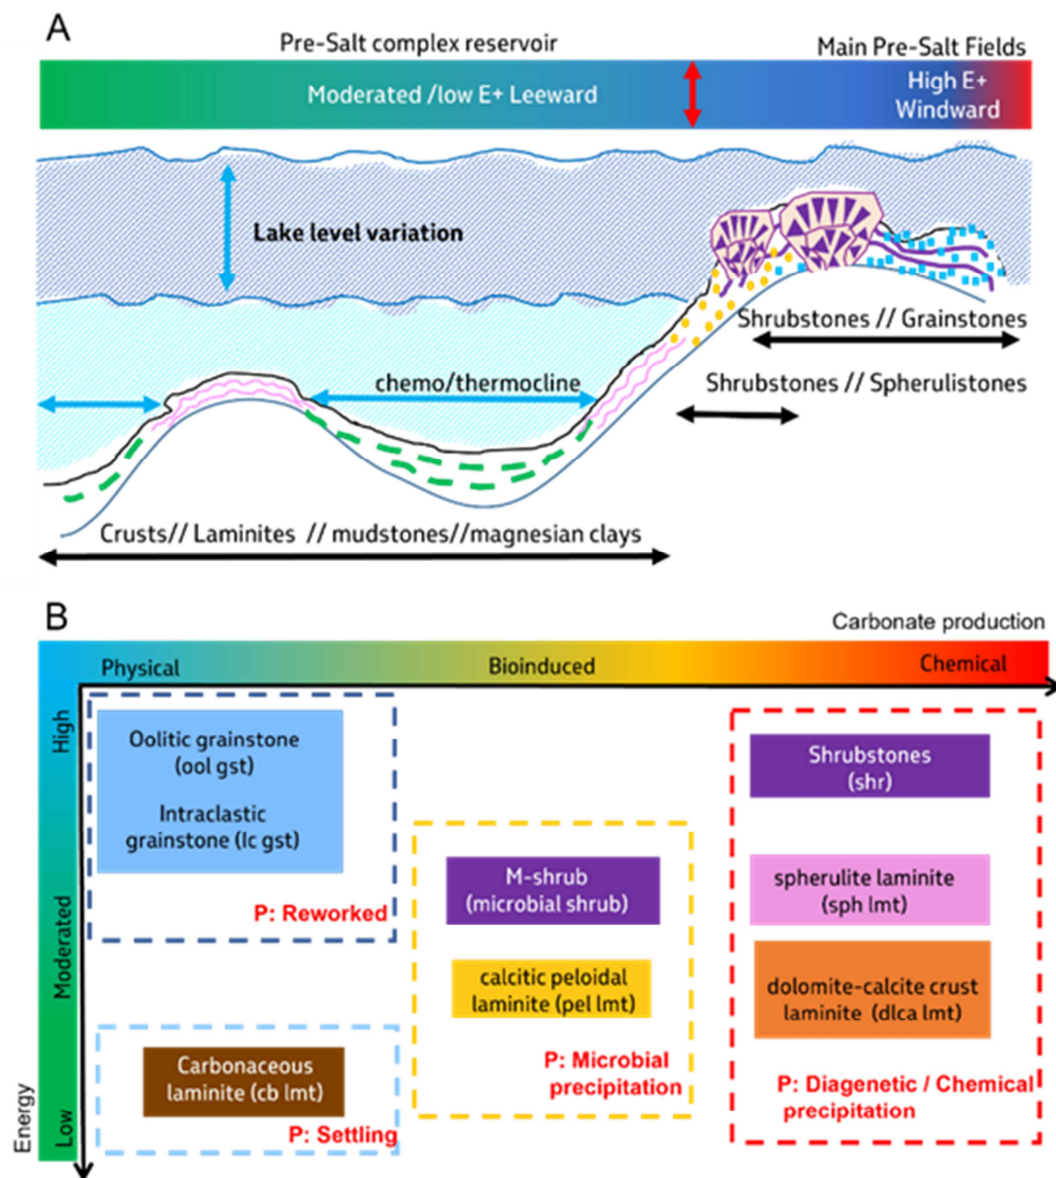 A
Pre-Salt complex reservoir
Main Pre-Salt Fields
Moderated /low E+ Leeward
High E+
Windward
Lake level variation
Shrubstones // Grainstones
chemo/thermocline
Shrubstones // Spherulistones
Crusts// Laminites // mudstones//magnesian clays
B
Carbonate production
Physical
Bioinduced
Chemical
High
Moderated
Low
Energy
Oolitic grainstone
(ool gst)
Intraclastic
grainstone (Ic gst)
P: Reworked
Carbonaceous
laminite (cb lmt)
P: Settling
M-shrub
(microbial shrub)
calcitic peloidal
laminite (pel lmt)
P: Microbial
precipitation
Shrubstones
(shr)
spherulite laminite
(sph lmt)
dolomite-calcite crust
laminite (dlca lmt)
P: Diagenetic / Chemical
precipitation